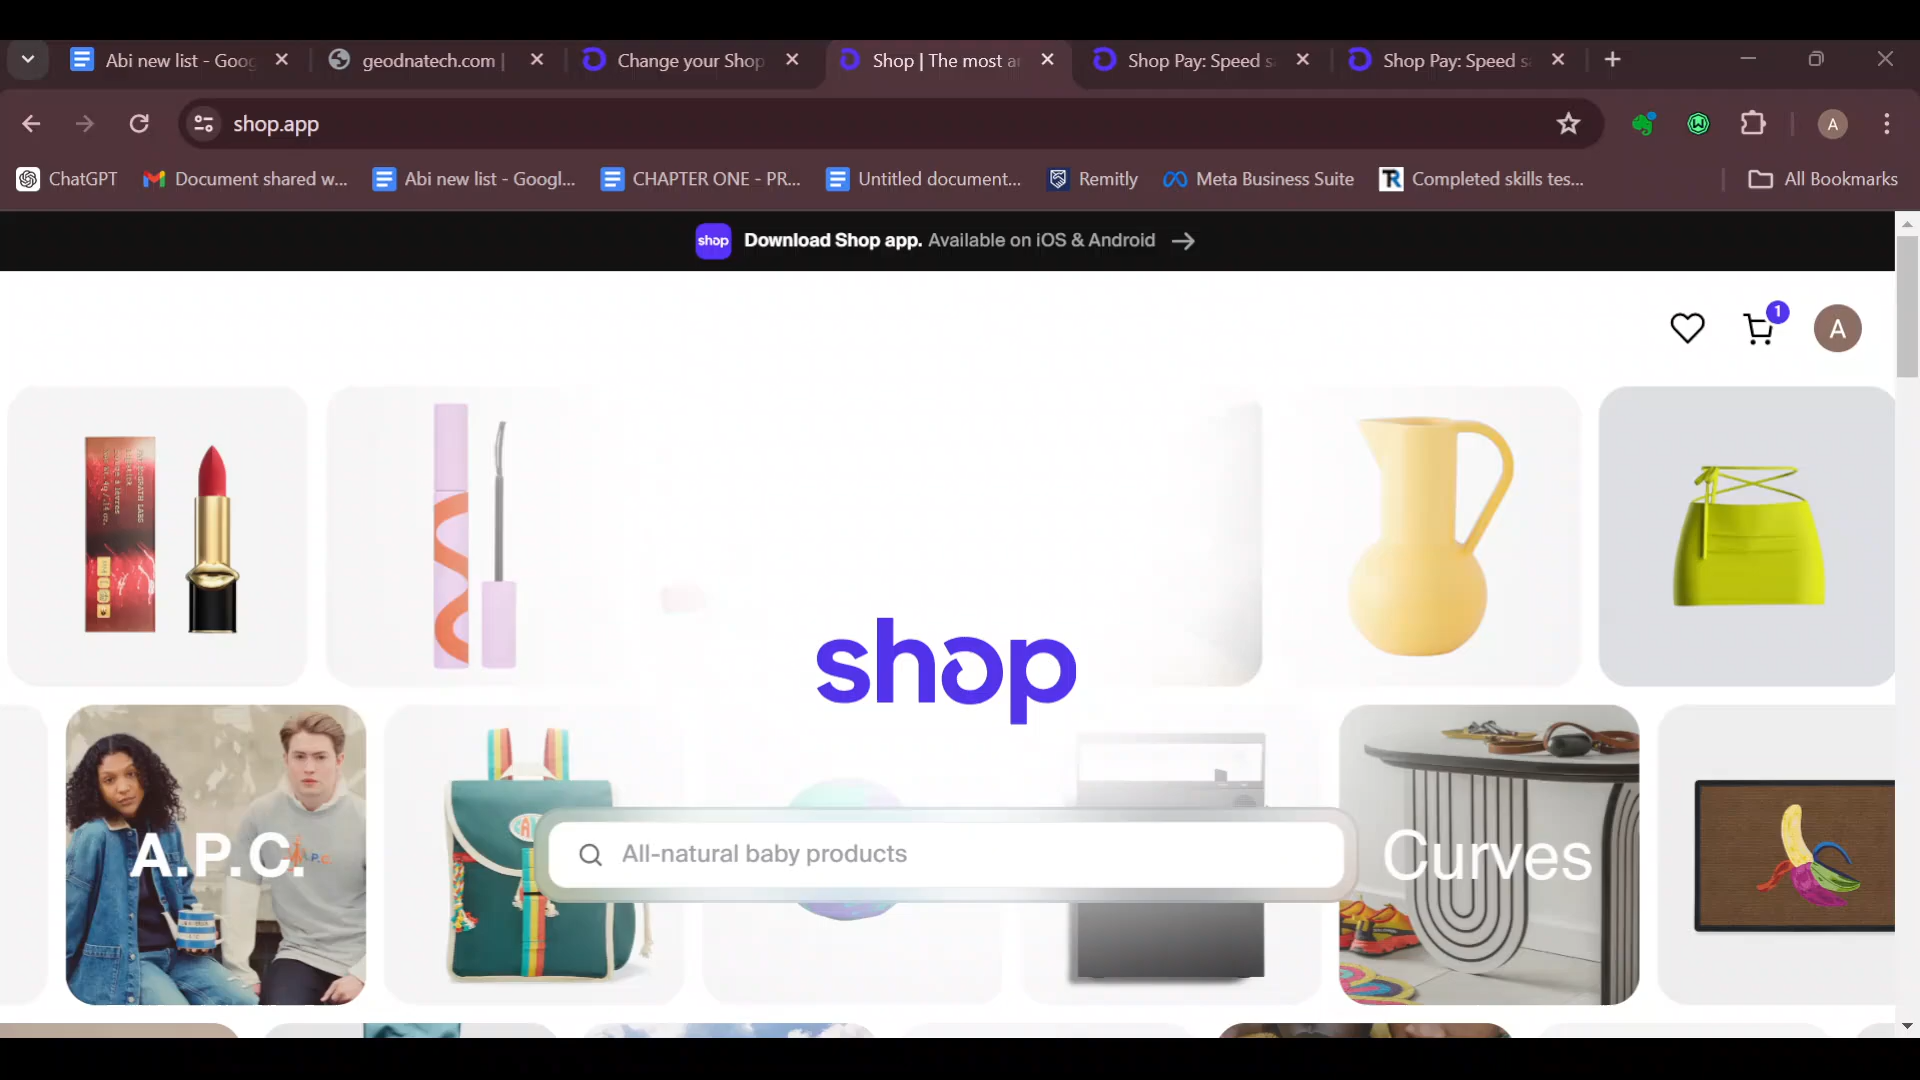 Abi new list - Goog
geodnatech.com |
Change your Shop
Shop | The most a
Shop Pay: Speed s
Shop Pay: Speed s
shop.app
A
ChatGPT
Document shared w...
Abi new list - Googl...
CHAPTER ONE - PR...
Untitled document...
Remitly
Meta Business Suite
TR
Completed skills tes...
All Bookmarks
shop
Download Shop app. Available on iOS & Android
1
A
shop
A.P.C.
All-natural baby products
Curves